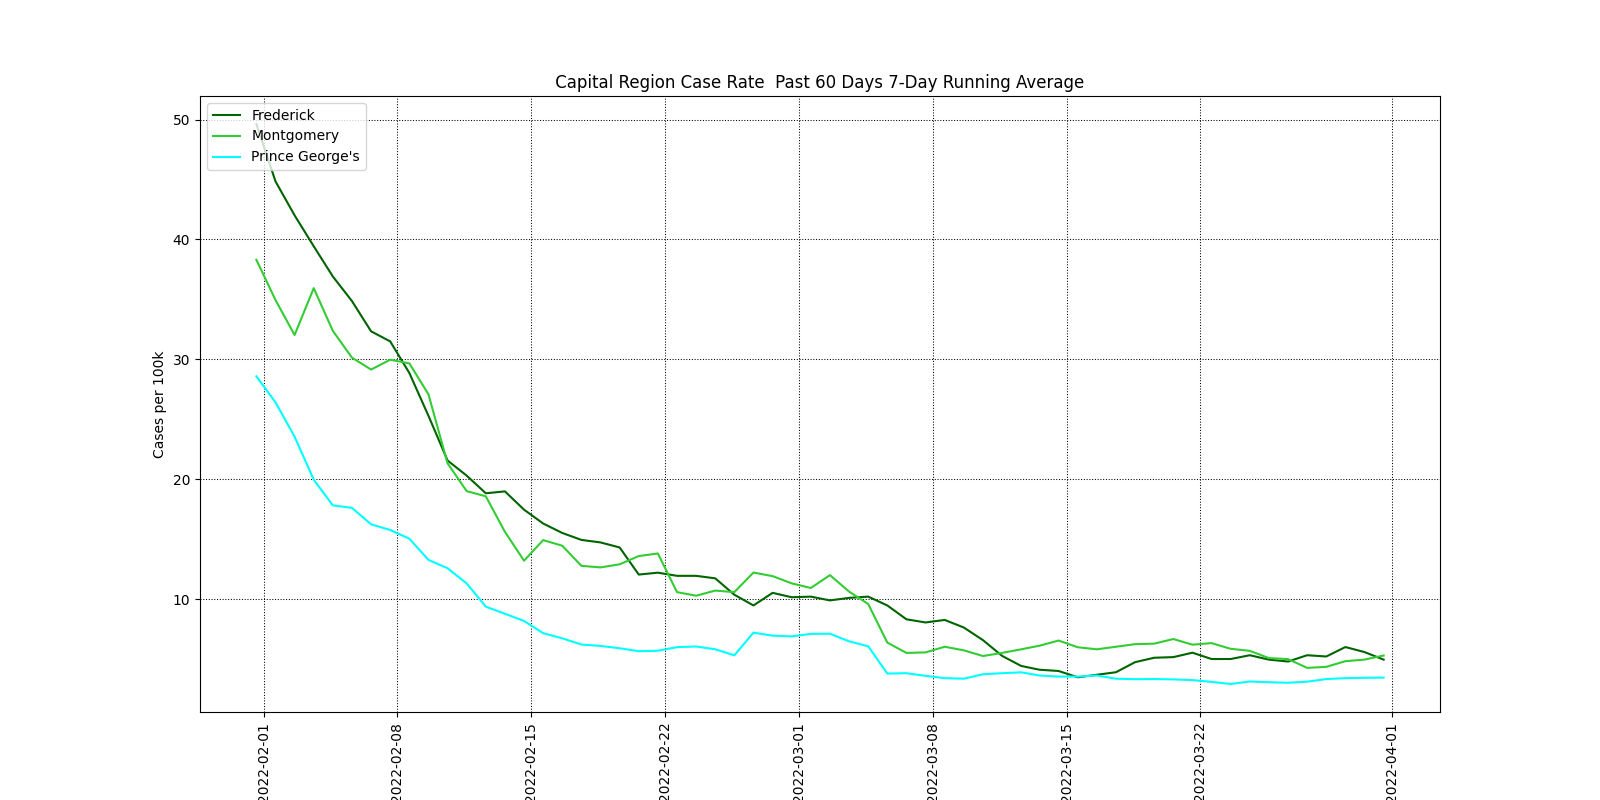 Capital Region Case Rate  Past 60 Days 7-Day Running Average
Frederick
Montgomery
Prince George's
Cases per 100k
50
40
30
20
10
2022-02-01
2022-02-08
2022-02-15
2022-02-22
2022-03-01
2022-03-08
2022-03-15
2022-03-22
2022-04-01